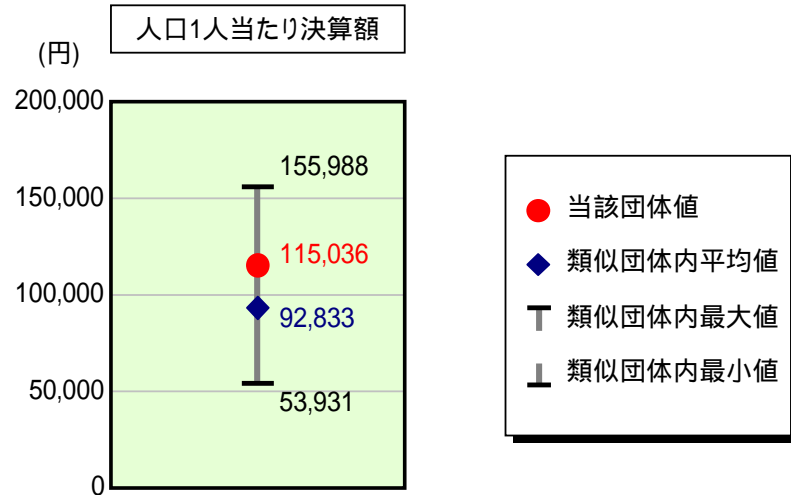 人口1人当たり決算額
(円)
200,000
150,000
100,000
50,000
0
155,988
115,036
92,833
53,931
当該団体値
類似団体内平均値
類似団体内最大値
類似団体内最小値